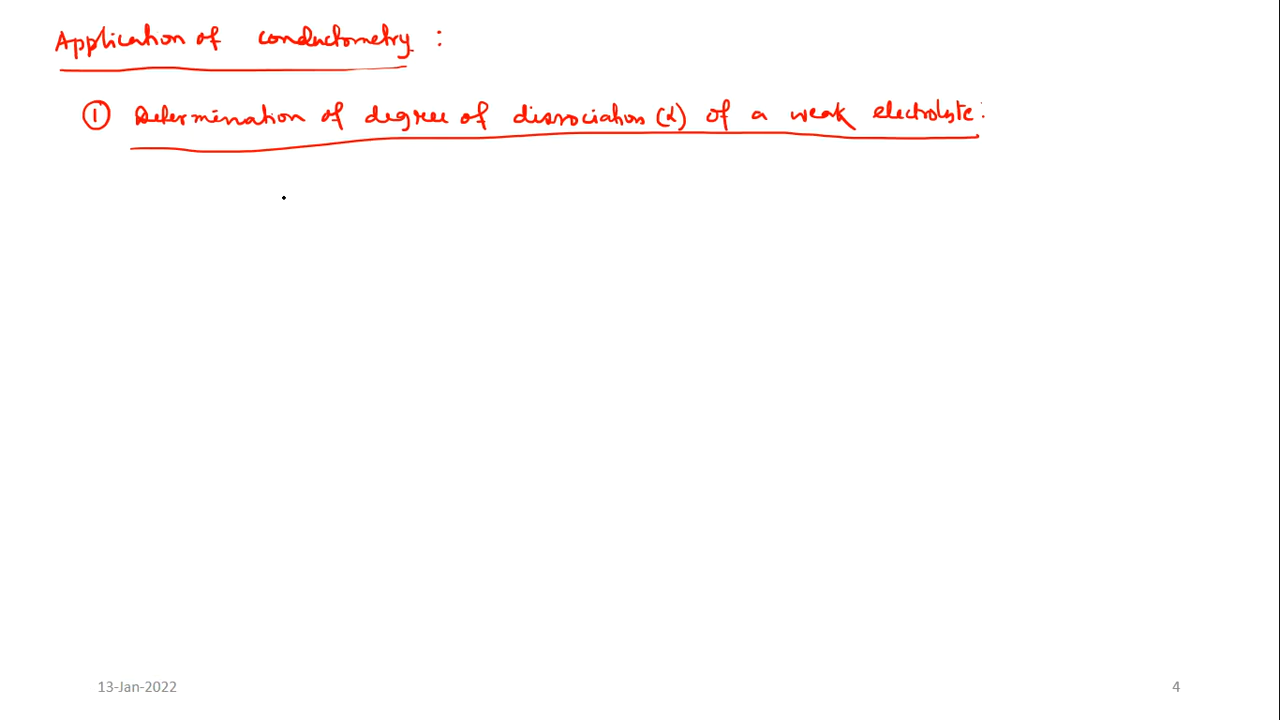 Application of conductometry :
① Determination of degree of dissociation (α) of a weak electrolyte :
13-Jan-2022
4